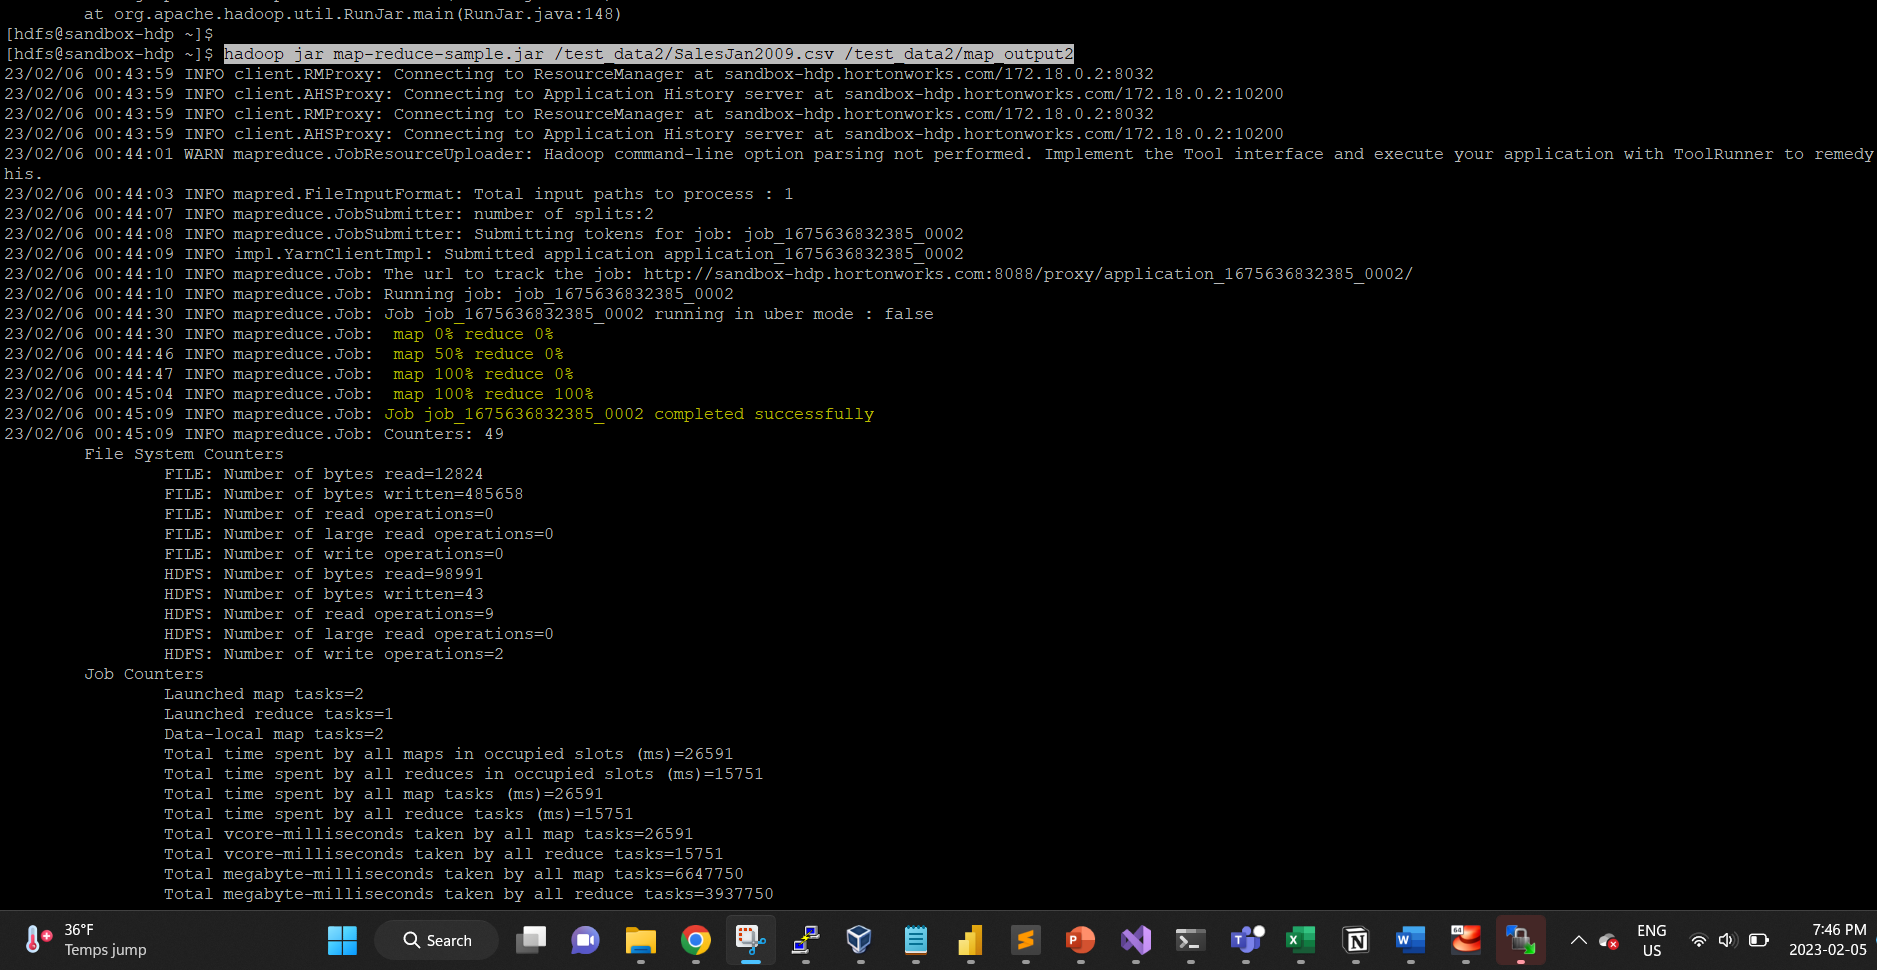 at org.apache.hadoop.util.RunJar.main(RunJar.java:148)
[hdfs@sandbox-hdp ~]$
[hdfs@sandbox-hdp ~]$ hadoop jar map-reduce-sample.jar /test_data2/SalesJan2009.csv /test_data2/map_output2
23/02/06 00:43:59 INFO client.RMProxy: Connecting to ResourceManager at sandbox-hdp.hortonworks.com/172.18.0.2:8032
23/02/06 00:43:59 INFO client.AHSProxy: Connecting to Application History server at sandbox-hdp.hortonworks.com/172.18.0.2:10200
23/02/06 00:43:59 INFO client.RMProxy: Connecting to ResourceManager at sandbox-hdp.hortonworks.com/172.18.0.2:8032
23/02/06 00:43:59 INFO client.AHSProxy: Connecting to Application History server at sandbox-hdp.hortonworks.com/172.18.0.2:10200
23/02/06 00:44:01 WARN mapreduce.JobResourceUploader: Hadoop command-line option parsing not performed. Implement the Tool interface and execute your application with ToolRunner to remedy
his.
23/02/06 00:44:03 INFO mapred.FileInputFormat: Total input paths to process : 1
23/02/06 00:44:07 INFO mapreduce.JobSubmitter: number of splits:2
23/02/06 00:44:08 INFO mapreduce.JobSubmitter: Submitting tokens for job: job_1675636832385_0002
23/02/06 00:44:09 INFO impl.YarnClientImpl: Submitted application application_1675636832385_0002
23/02/06 00:44:10 INFO mapreduce.Job: The url to track the job: http://sandbox-hdp.hortonworks.com:8088/proxy/application_1675636832385_0002/
23/02/06 00:44:10 INFO mapreduce.Job: Running job: job_1675636832385_0002
23/02/06 00:44:30 INFO mapreduce.Job: Job job_1675636832385_0002 running in uber mode : false
23/02/06 00:44:30 INFO mapreduce.Job:  map 0% reduce 0%
23/02/06 00:44:46 INFO mapreduce.Job:  map 50% reduce 0%
23/02/06 00:44:47 INFO mapreduce.Job:  map 100% reduce 0%
23/02/06 00:45:04 INFO mapreduce.Job:  map 100% reduce 100%
23/02/06 00:45:09 INFO mapreduce.Job: Job job_1675636832385_0002 completed successfully
23/02/06 00:45:09 INFO mapreduce.Job: Counters: 49
File System Counters
FILE: Number of bytes read=12824
FILE: Number of bytes written=485658
FILE: Number of read operations=0
FILE: Number of large read operations=0
FILE: Number of write operations=0
HDFS: Number of bytes read=98991
HDFS: Number of bytes written=43
HDFS: Number of read operations=9
HDFS: Number of large read operations=0
HDFS: Number of write operations=2
Job Counters
Launched map tasks=2
Launched reduce tasks=1
Data-local map tasks=2
Total time spent by all maps in occupied slots (ms)=26591
Total time spent by all reduces in occupied slots (ms)=15751
Total time spent by all map tasks (ms)=26591
Total time spent by all reduce tasks (ms)=15751
Total vcore-milliseconds taken by all map tasks=26591
Total vcore-milliseconds taken by all reduce tasks=15751
Total megabyte-milliseconds taken by all map tasks=6647750
Total megabyte-milliseconds taken by all reduce tasks=3937750
36°F
Temps jump
Search
64
ENG
US
7:46 PM
2023-02-05